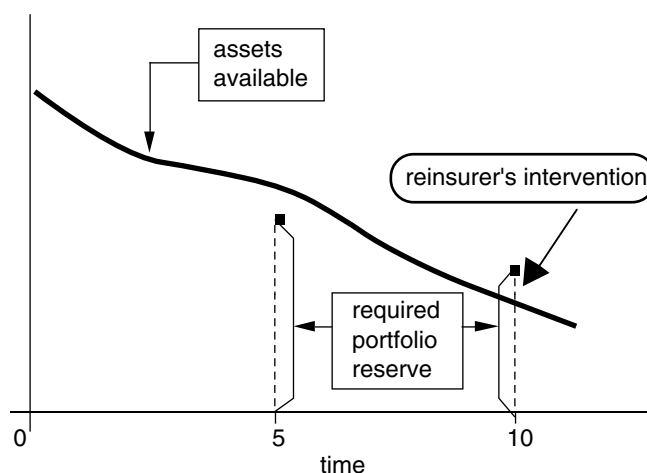 assets
available
reinsurer's intervention
required
portfolio
reserve
0
5
10
time